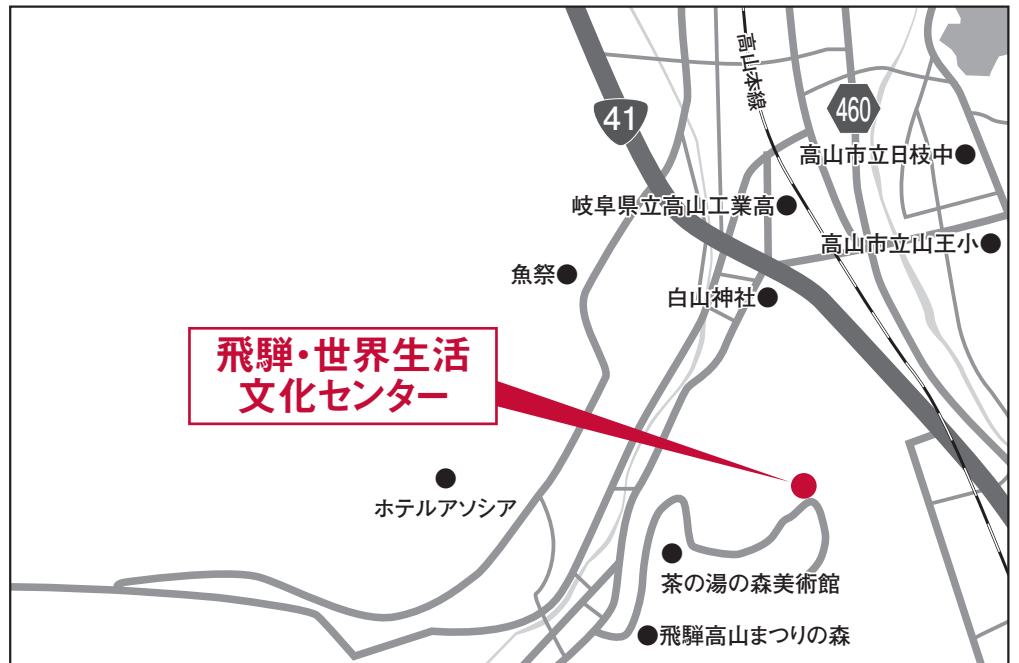 高山本線
41
460
高山市立日枝中
岐阜県立高山工業高
高山市立山王小
魚祭
白山神社
飛騨・世界生活
文化センター
ホテルアソシア
茶の湯の森美術館
飛騨高山まつりの森